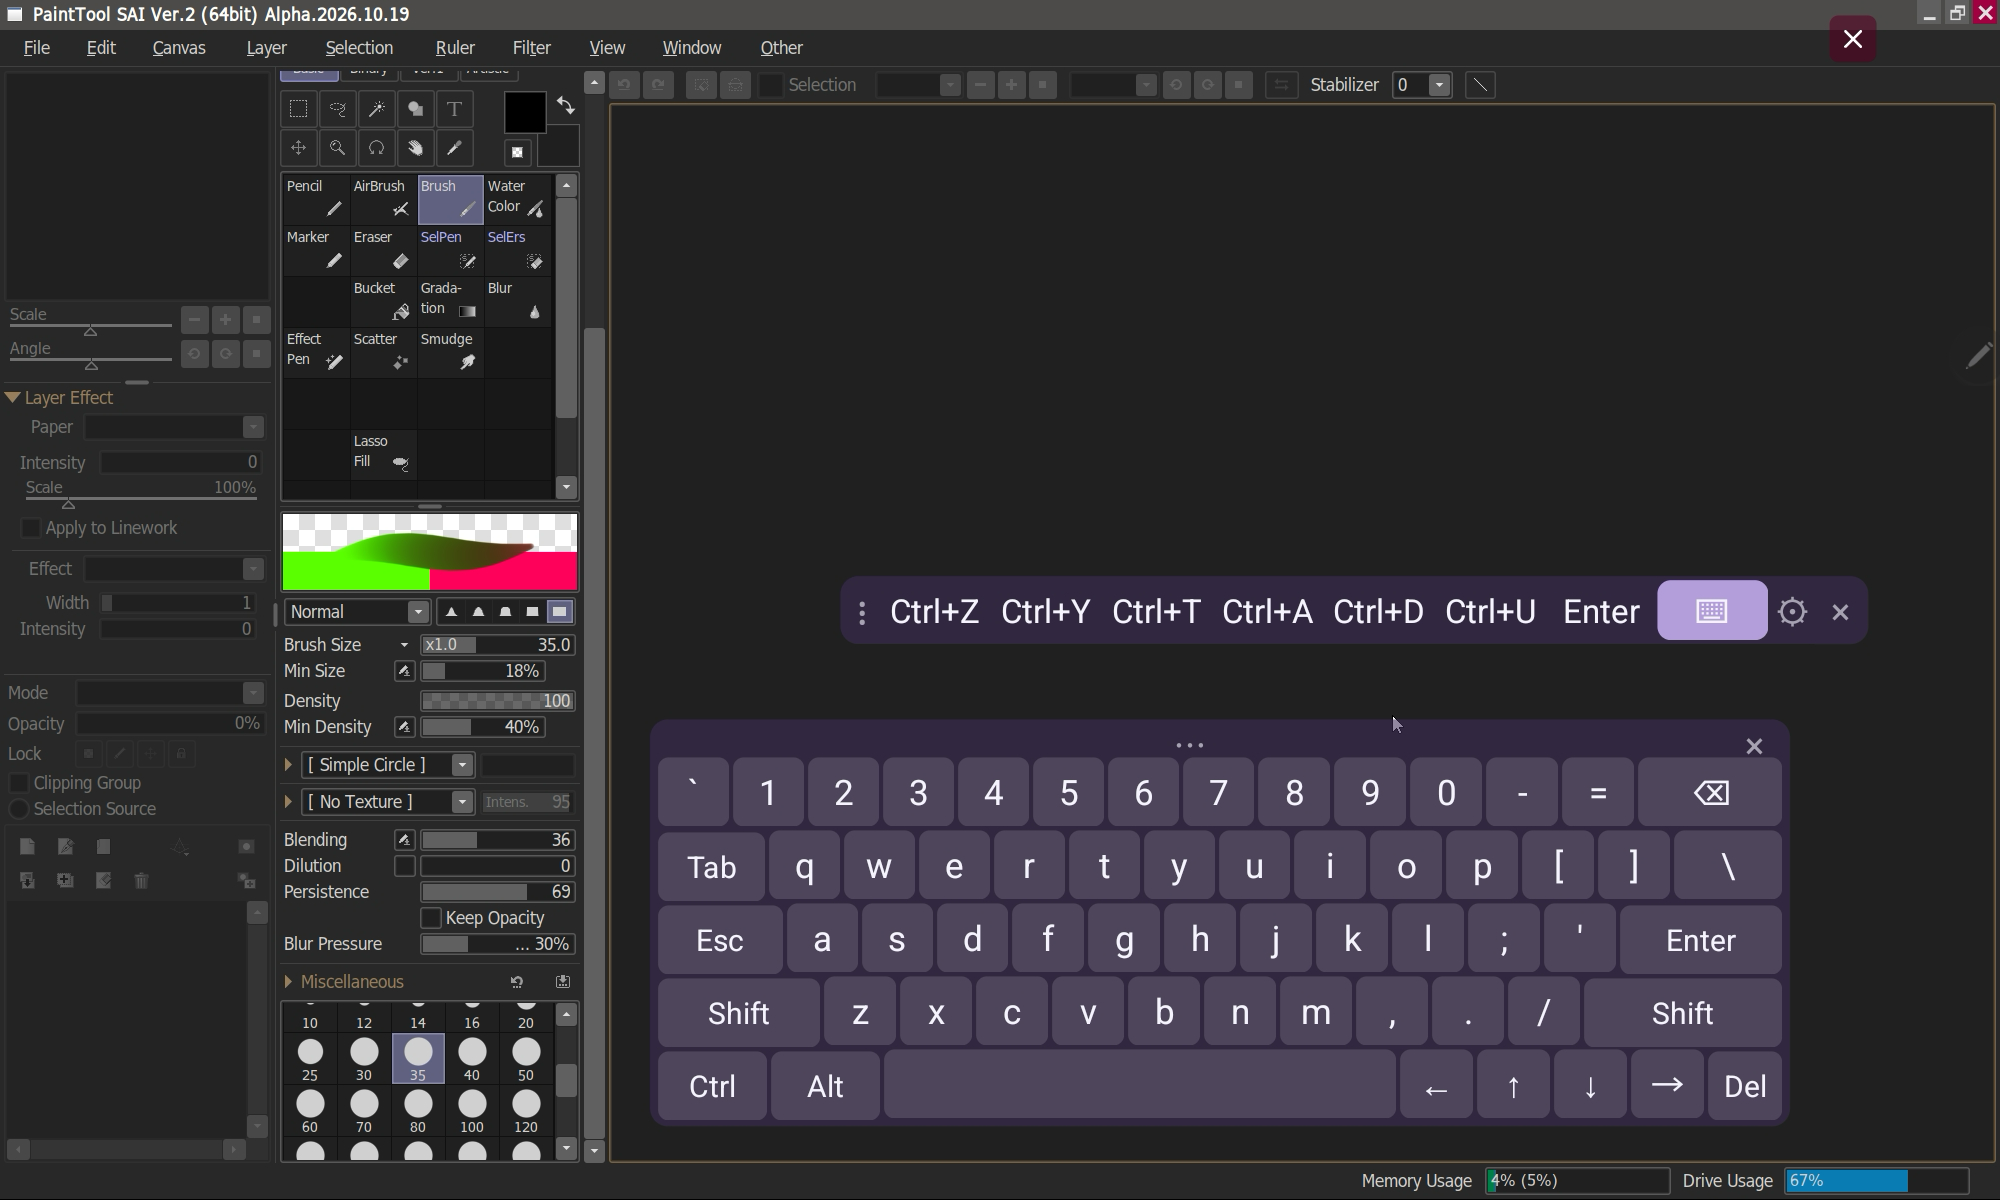 PaintTool SAI Ver.2 (64bit) Alpha.2026.10.19
File Edit Canvas Layer Selection Ruler Filter View Window Other
Basic Binary Artistic
Selection Stabilizer 0
T
Pencil AirBrush Brush Water Color
Marker Eraser SelPen SelErs
Bucket Grada-tion Blur
Effect Pen Scatter Smudge
Lasso Fill
Scale
Angle
Layer Effect
Paper
Intensity 0
Scale 100%
Apply to Linework
Effect
Width 1
Intensity 0
Mode
Opacity 0%
Lock
Clipping Group
Selection Source
Normal
Brush Size x1.0 35.0
Min Size 18%
Density 100
Min Density 40%
[ Simple Circle ]
[ No Texture ] Intens. 95
Blending 36
Dilution 0
Persistence 69
Keep Opacity
Blur Pressure ... 30%
Miscellaneous
10 12 14 16 20
25 30 35 40 50
60 70 80 100 120
Ctrl+Z Ctrl+Y Ctrl+T Ctrl+A Ctrl+D Ctrl+U Enter
` 1 2 3 4 5 6 7 8 9 0 - =
Tab q w e r t y u i o p [ ] \
Esc a s d f g h j k l ; ' Enter
Shift z x c v b n m , . / Shift
Ctrl Alt ← ↑ ↓ → Del
Memory Usage 4% (5%) Drive Usage 67%